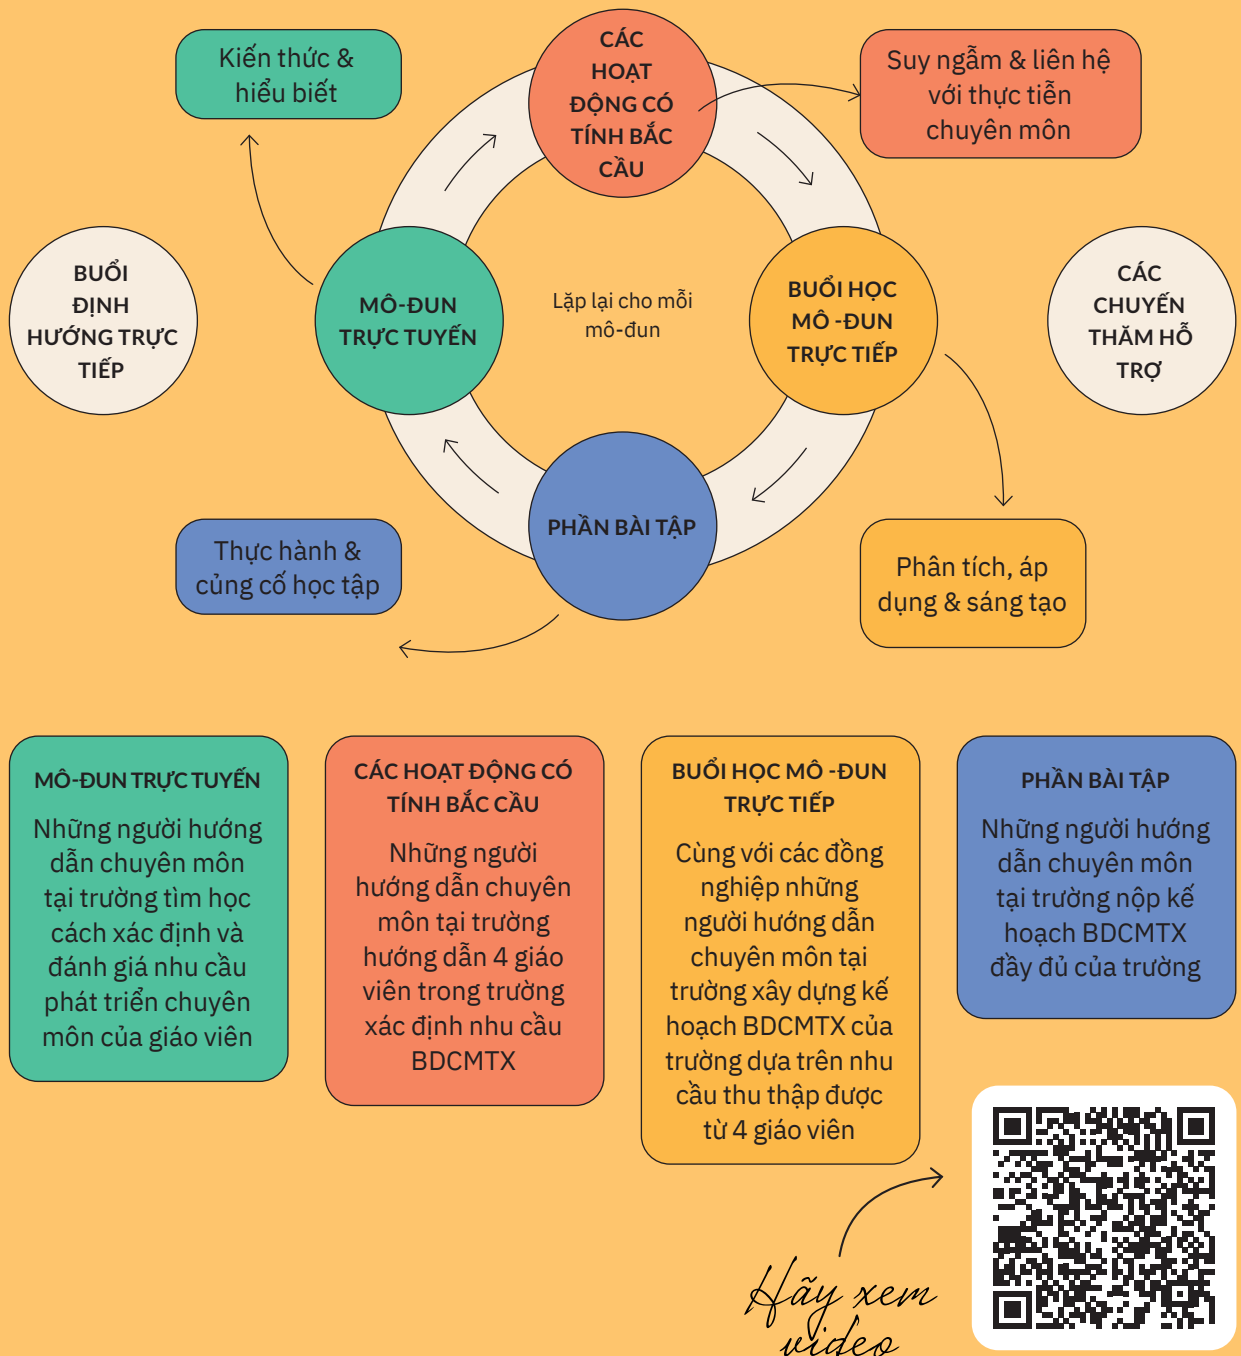 Kiến thức &
hiểu biết
CÁC
HOẠT
ĐỘNG CÓ
TÍNH BẮC
CẦU
Suy ngẫm & liên hệ
với thực tiễn
chuyên môn
BUỔI
ĐỊNH
HƯỚNG TRỰC
TIẾP
MÔ-ĐUN
TRỰC TUYẾN
Lặp lại cho mỗi
mô-đun
BUỔI HỌC
MÔ -ĐUN
TRỰC TIẾP
CÁC
CHUYẾN
THĂM HỖ
TRỢ
PHẦN BÀI TẬP
Thực hành &
củng cố học tập
Phân tích, áp
dụng & sáng tạo
MÔ-ĐUN TRỰC TUYẾN
Những người hướng
dẫn chuyên môn
tại trường tìm học
cách xác định và
đánh giá nhu cầu
phát triển chuyên
môn của giáo viên
CÁC HOẠT ĐỘNG CÓ
TÍNH BẮC CẦU
Những người
hướng dẫn chuyên
môn tại trường
hướng dẫn 4 giáo
viên trong trường
xác định nhu cầu
BDCMTX
BUỔI HỌC MÔ -ĐUN
TRỰC TIẾP
Cùng với các đồng
nghiệp những
người hướng dẫn
chuyên môn tại
trường xây dựng kế
hoạch BDCMTX của
trường dựa trên nhu
cầu thu thập được
từ 4 giáo viên
PHẦN BÀI TẬP
Những người hướng
dẫn chuyên môn
tại trường nộp kế
hoạch BDCMTX
đầy đủ của trường
Hãy xem
video